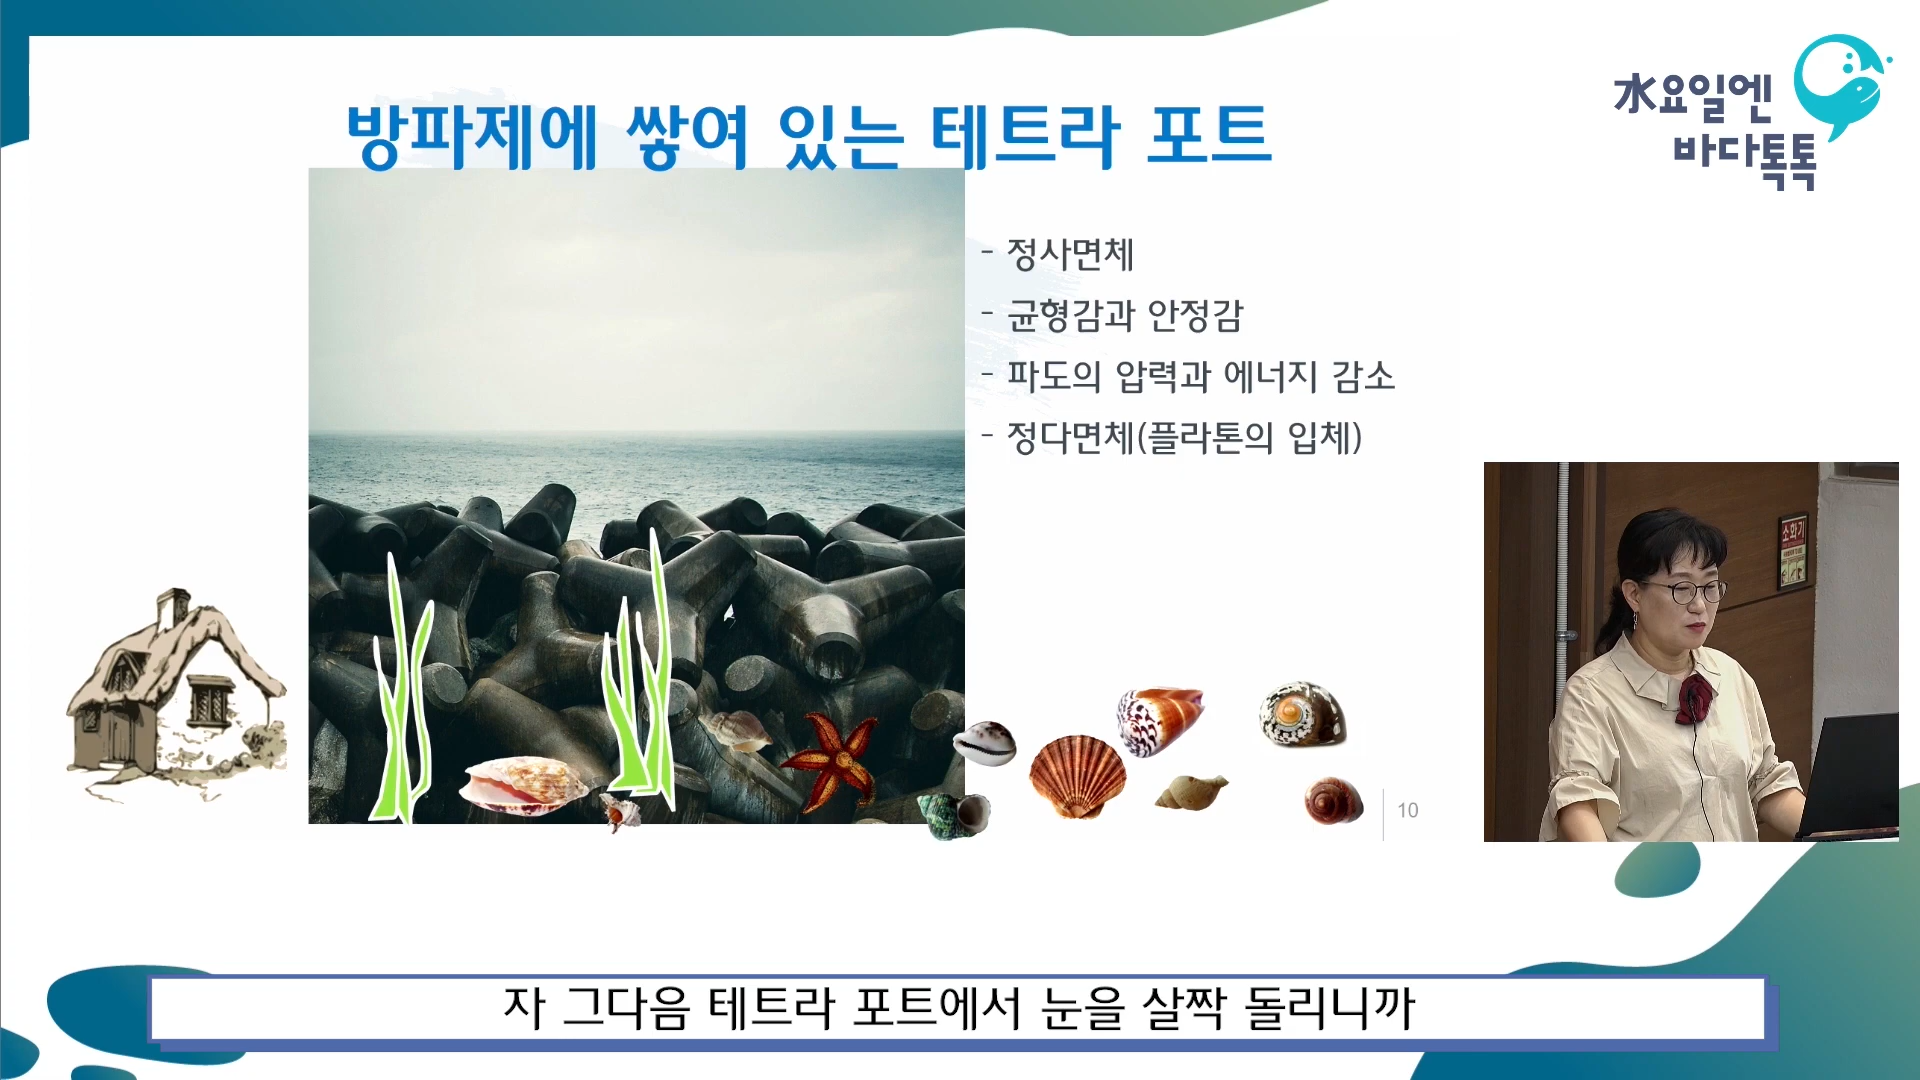 水요일엔
바다톡톡
방파제에 쌓여 있는 테트라 포트
- 정사면체
- 균형감과 안정감
- 파도의 압력과 에너지 감소
- 정다면체(플라톤의 입체)
소화기
10
자 그다음 테트라 포트에서 눈을 살짝 돌리니까